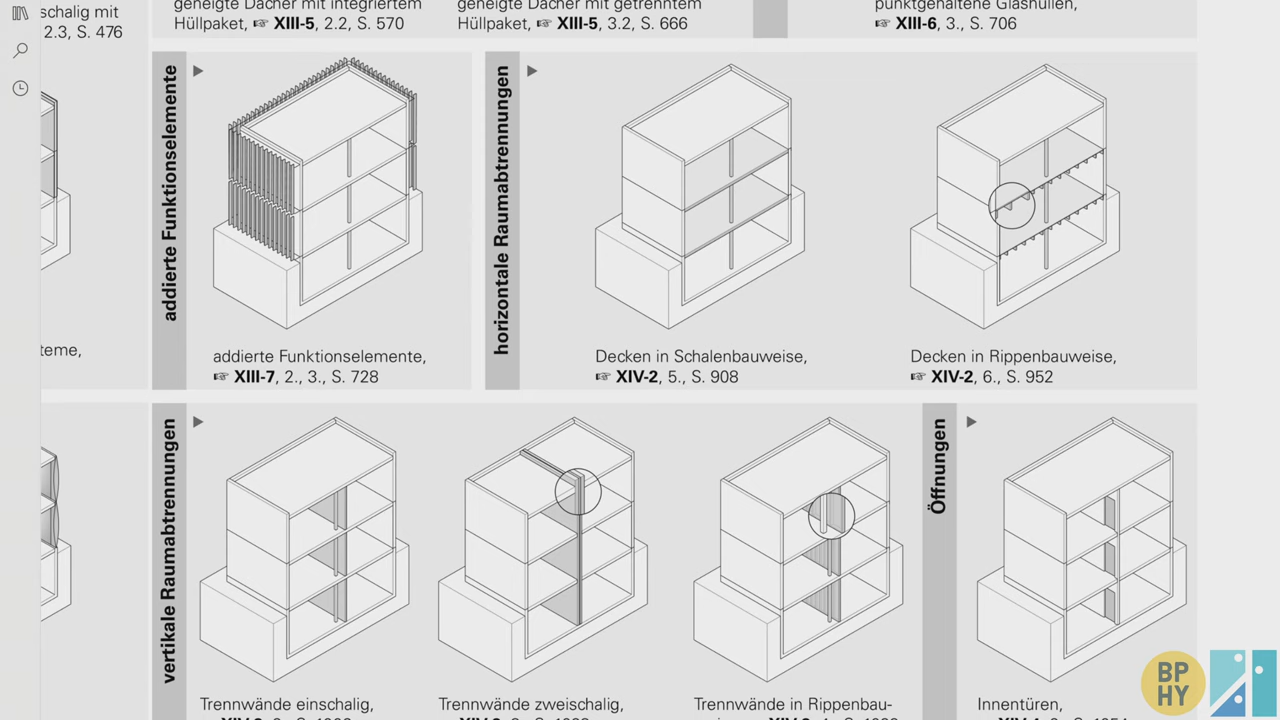 schalig mit
2.3, S. 476
geneigte Dächer mit integriertem
Hüllpaket, ☞ XIII-5, 2.2, S. 570
geneigte Dächer mit getrenntem
Hüllpaket, ☞ XIII-5, 3.2, S. 666
punktgehaltene Glashüllen,
☞ XIII-6, 3., S. 706
addierte Funktionselemente
addierte Funktionselemente,
☞ XIII-7, 2., 3., S. 728
horizontale Raumabtrennungen
Decken in Schalenbauweise,
☞ XIV-2, 5., S. 908
Decken in Rippenbauweise,
☞ XIV-2, 6., S. 952
teme,
vertikale Raumabtrennungen
Trennwände einschalig,
Trennwände zweischalig,
Trennwände in Rippenbau-
Öffnungen
Innentüren,
BP
HY